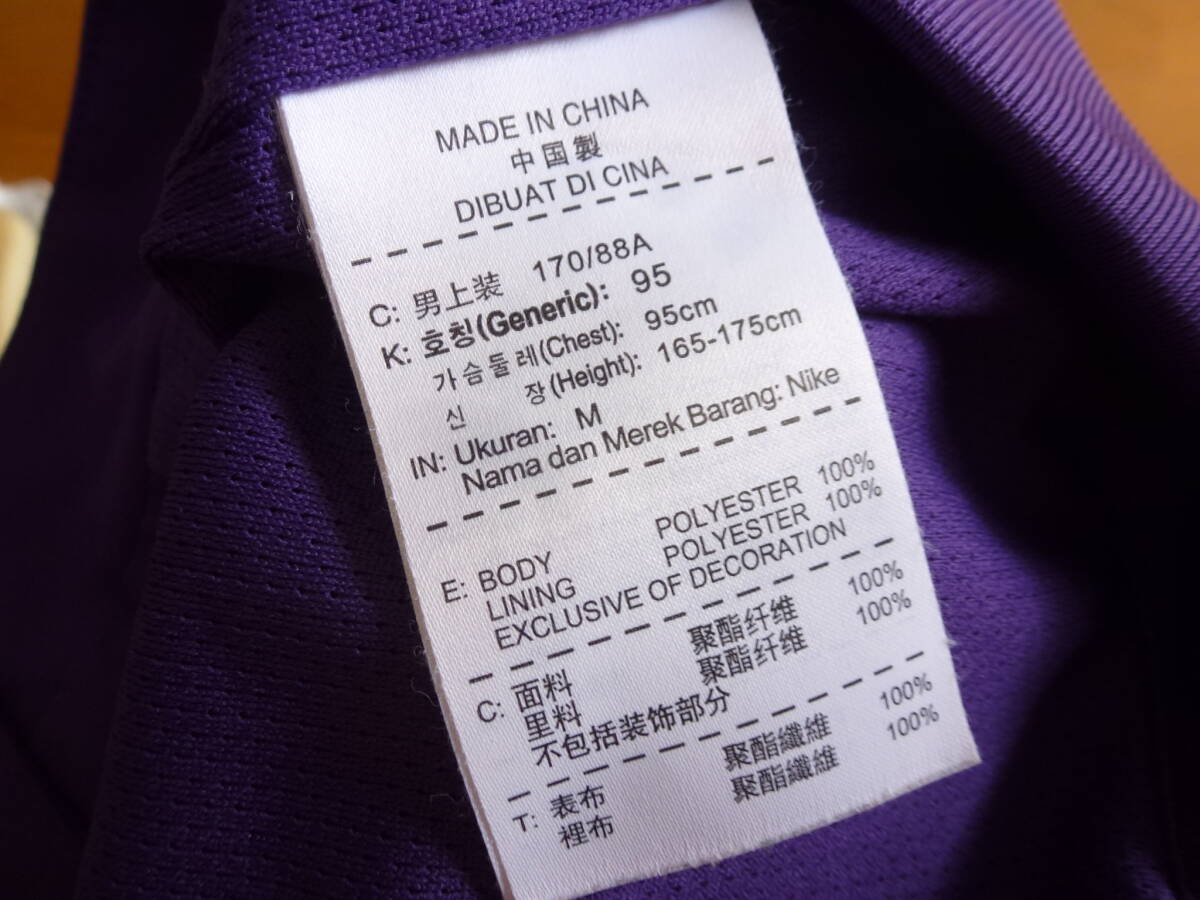 MADE IN CHINA
中国製
DIBUAT DI CINA
C: 男上装 170/88A
K: 호칭(Generic): 95
가슴둘레(Chest): 95cm
신 장(Height): 165-175cm
IN: Ukuran: M
Nama dan Merek Barang: Nike
E: BODY POLYESTER 100%
LINING POLYESTER 100%
EXCLUSIVE OF DECORATION
C: 面料 聚酯纤维 100%
里料 聚酯纤维 100%
不包括装饰部分
T: 表布 聚酯纖維 100%
裡布 聚酯纖維 100%